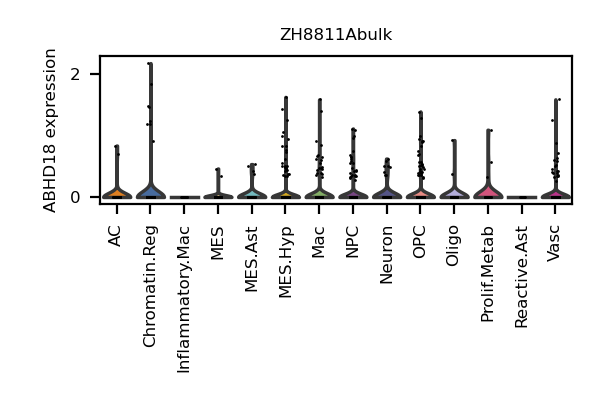 ZH8811Abulk
ABHD18 expression
2
0
AC
Chromatin.Reg
Inflammatory.Mac
MES
MES.Ast
MES.Hyp
Mac
NPC
Neuron
OPC
Oligo
Prolif.Metab
Reactive.Ast
Vasc